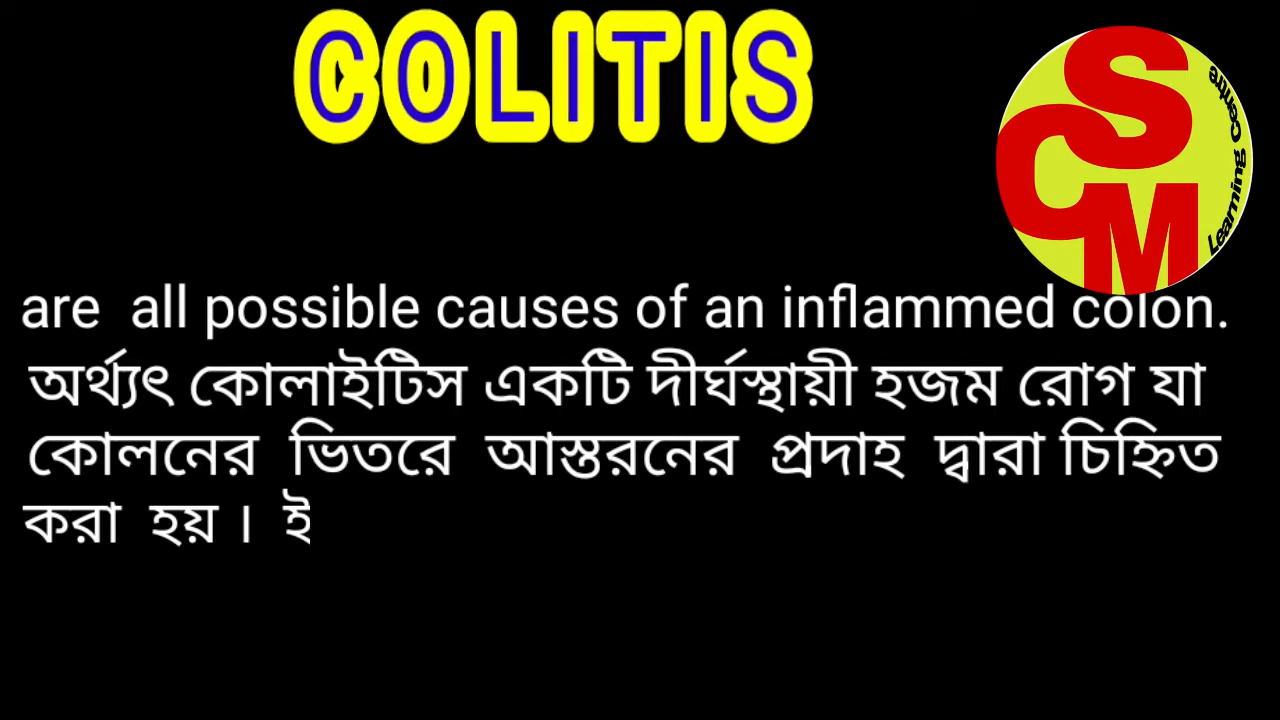 COLITIS
SCM
Learning Centre
are all possible causes of an inflammed colon.
অর্থ্যৎ কোলাইটিস একটি দীর্ঘস্থায়ী হজম রোগ যা
কোলনের ভিতরে আস্তরনের প্রদাহ দ্বারা চিহ্নিত
করা হয় । ই